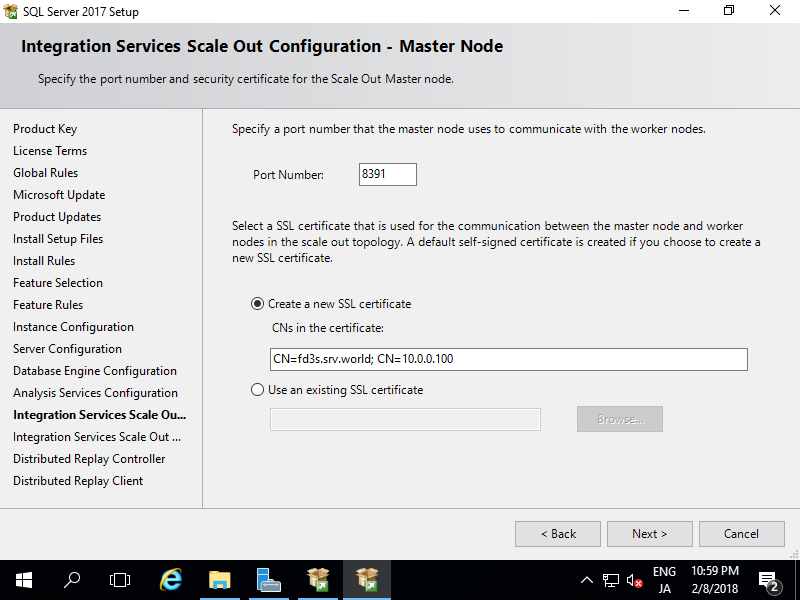 SQL Server 2017 Setup
Integration Services Scale Out Configuration - Master Node
Specify the port number and security certificate for the Scale Out Master node.
Product Key
License Terms
Global Rules
Microsoft Update
Product Updates
Install Setup Files
Install Rules
Feature Selection
Feature Rules
Instance Configuration
Server Configuration
Database Engine Configuration
Analysis Services Configuration
Integration Services Scale Ou...
Integration Services Scale Out ...
Distributed Replay Controller
Distributed Replay Client
Specify a port number that the master node uses to communicate with the worker nodes.
Port Number: 8391
Select a SSL certificate that is used for the communication between the master node and worker
nodes in the scale out topology. A default self-signed certificate is created if you choose to create a
new SSL certificate.
Create a new SSL certificate
CNs in the certificate:
CN=fd3s.srv.world; CN=10.0.0.100
Use an existing SSL certificate
Browse...
< Back Next > Cancel
ENG 10:59 PM
JA 2/8/2018
2